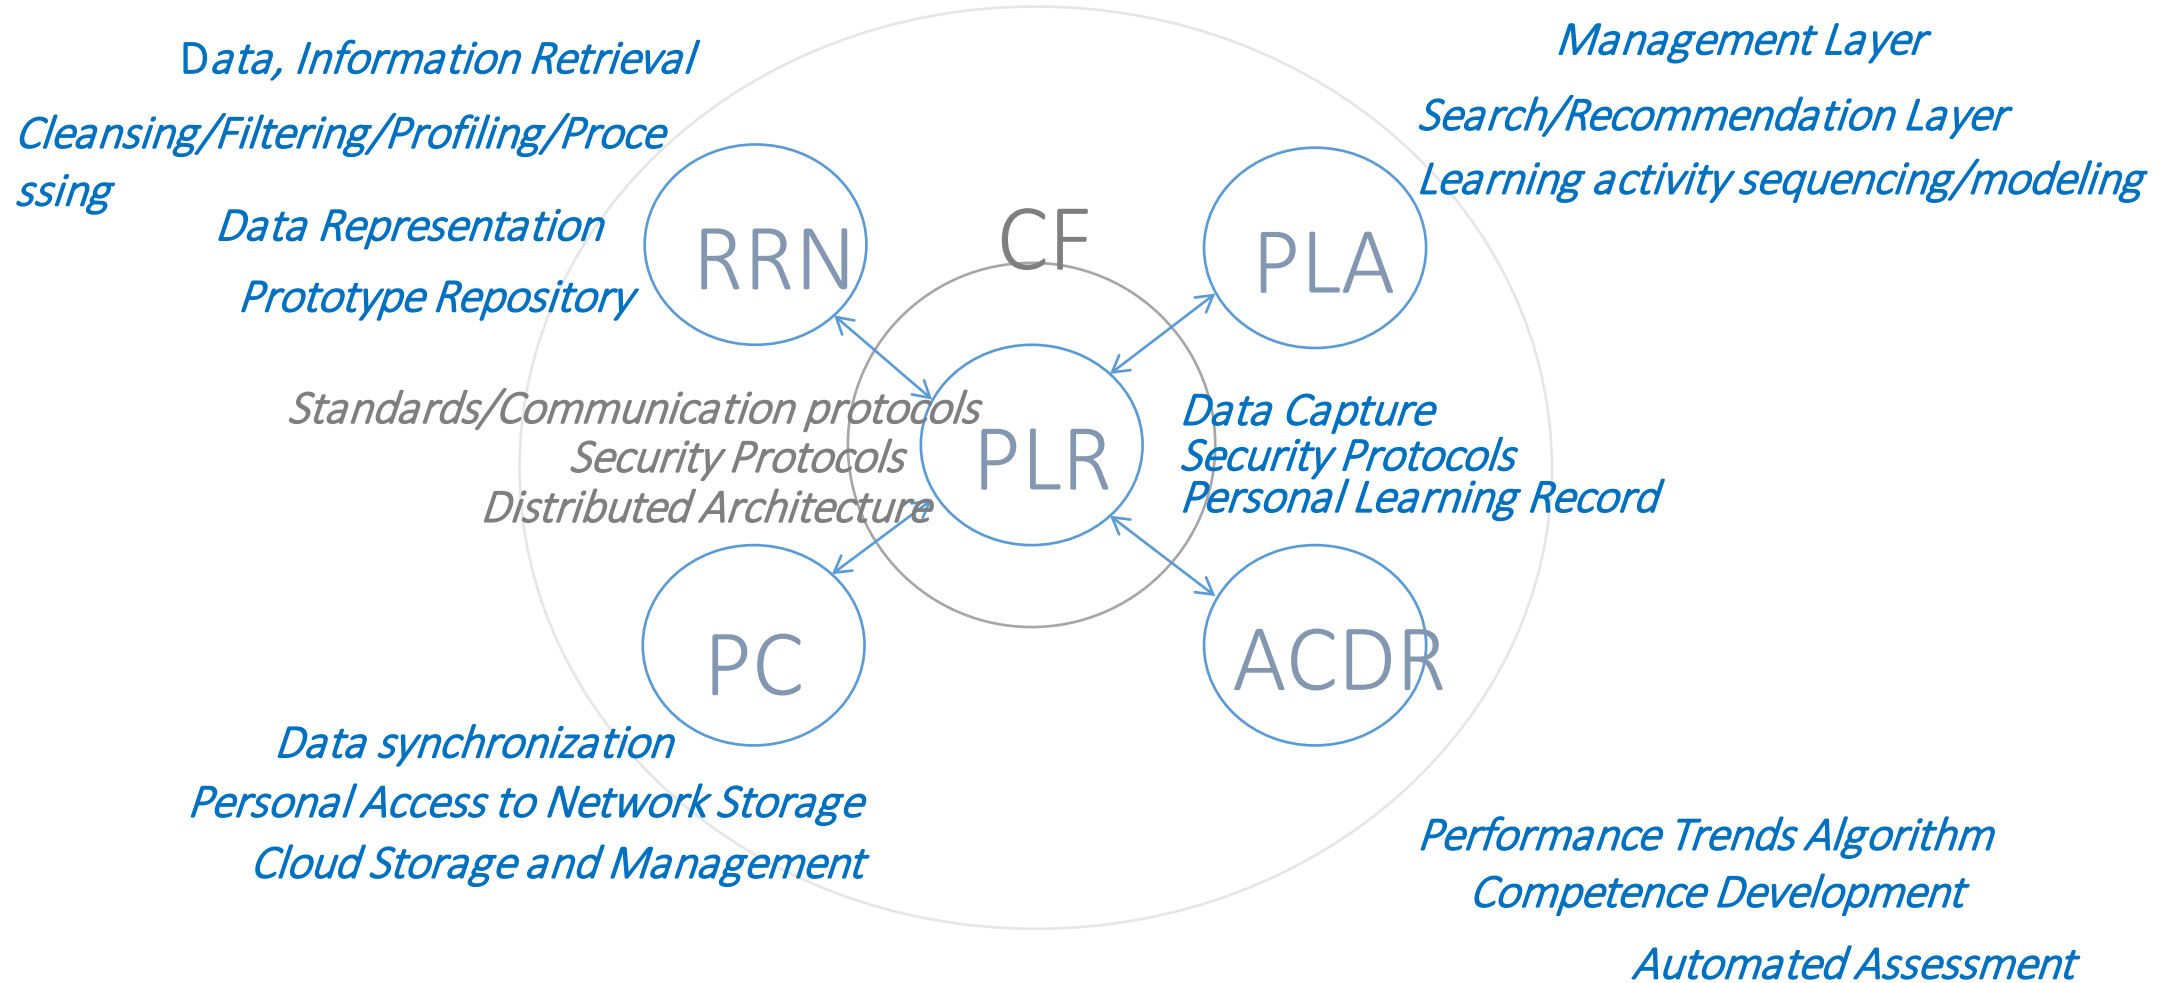 Data, Information Retrieval
Cleansing/Filtering/Profiling/Proce
ssing
Data Representation
Prototype Repository
Management Layer
Search/Recommendation Layer
Learning activity sequencing/modeling
RRN
CF
PLA
Standards/Communication protocols
Security Protocols
Distributed Architecture
PLR
Data Capture
Security Protocols
Personal Learning Record
PC
ACDR
Data synchronization
Personal Access to Network Storage
Cloud Storage and Management
Performance Trends Algorithm
Competence Development
Automated Assessment